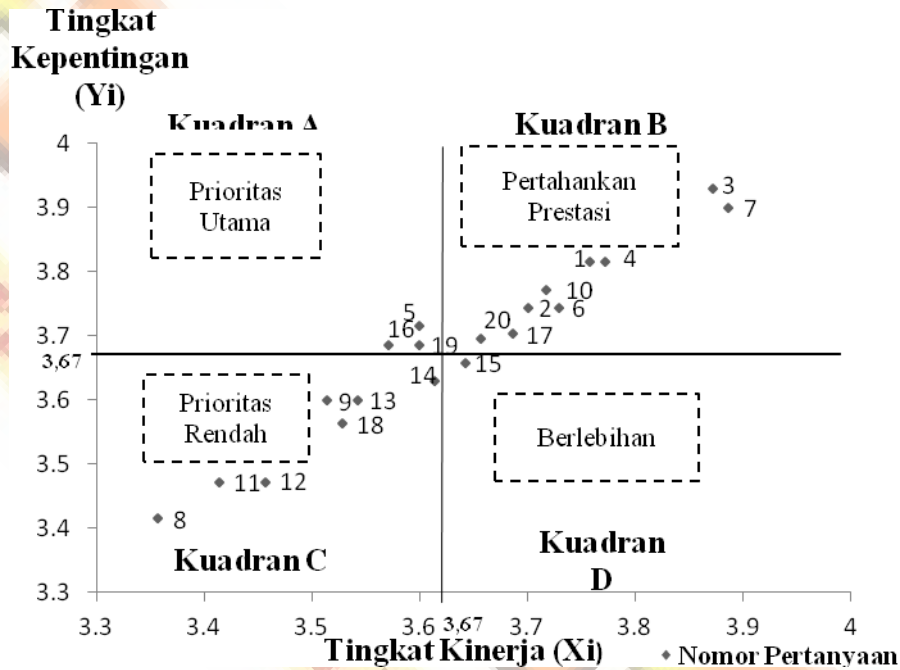 Tingkat
Kepentingan
(Yi)
Kuadran A
Kuadran B
4
Prioritas
Utama
Pertahankan
Prestasi
3
3.9
7
3.8
1
4
10
5
2
6
3.7
16
20
17
19
3,67
15
14
3.6
Prioritas
Rendah
9
13
18
Berlebihan
3.5
11
12
3.4
8
Kuadran C
Kuadran
D
3.3
3.3
3.4
3.5
3.6
3,67
3.7
3.8
3.9
4
Tingkat Kinerja (Xi)
Nomor Pertanyaan